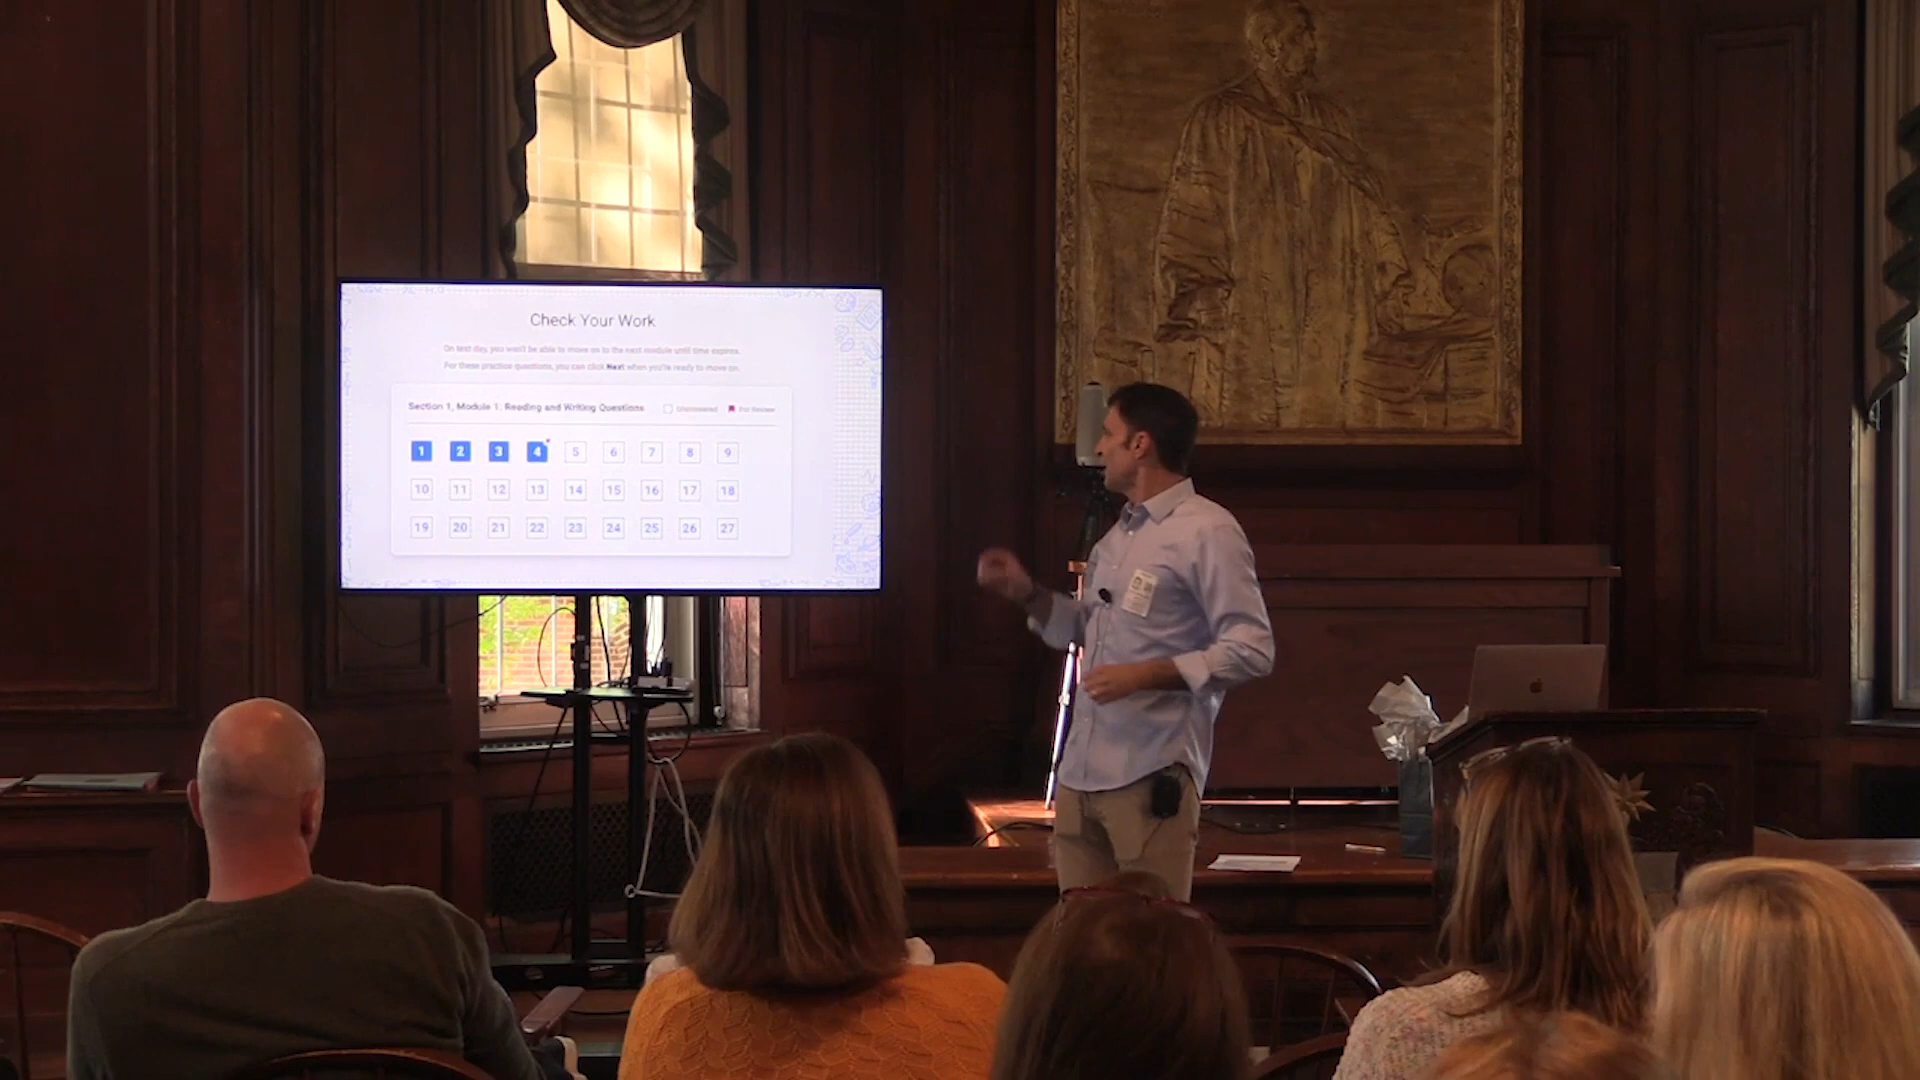 Check Your Work
On test day, you won't be able to move on to the next module until time expires.
For these practice questions, you can click Next when you're ready to move on.
Section 1, Module 1: Reading and Writing Questions Unanswered For Review
1 2 3 4 5 6 7 8 9
10 11 12 13 14 15 16 17 18
19 20 21 22 23 24 25 26 27